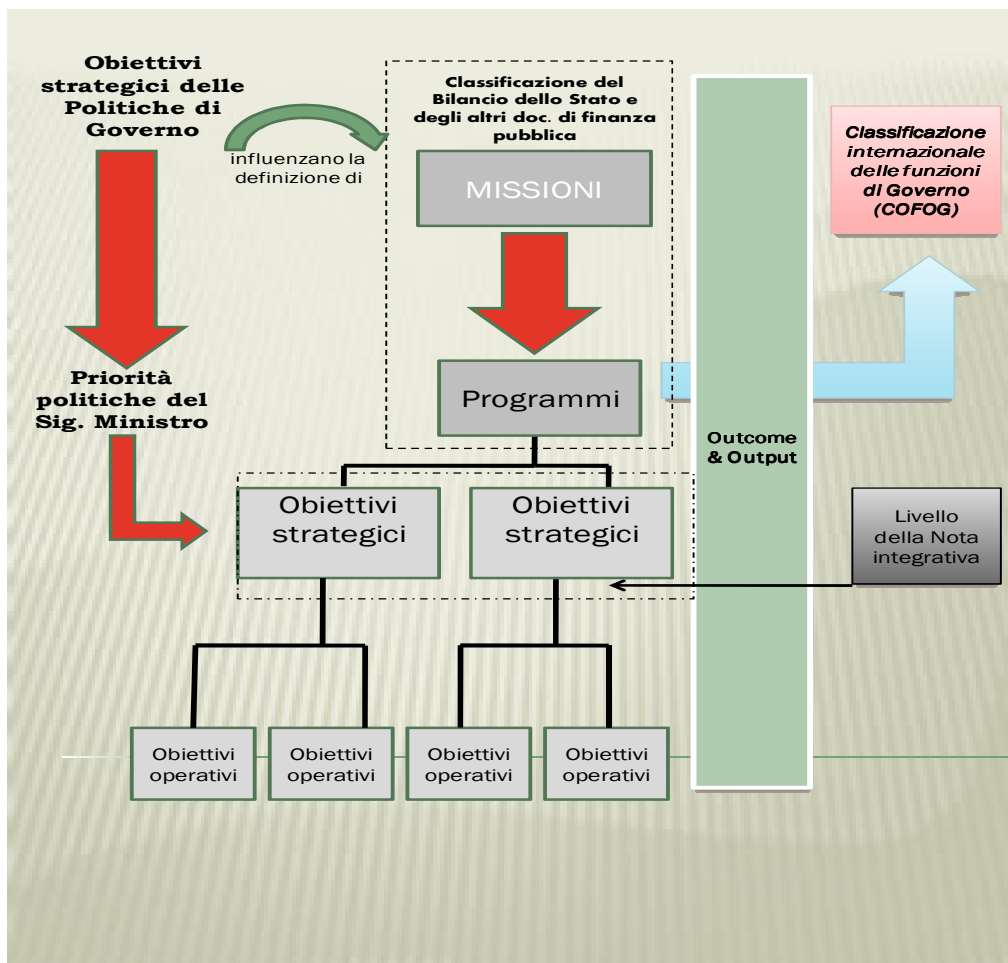 Obiettivi
strategici delle
Politiche di
Governo
influenzano la
definizione di
Classificazione del
Bilancio dello Stato e
degli altri doc. di finanza
pubblica
MISSIONI
Classificazione
internazionale
delle funzioni
di Governo
(COFOG)
Priorità
politiche del
Sig. Ministro
Programmi
Outcome
& Output
Obiettivi
strategici
Obiettivi
strategici
Livello
della Nota
integrativa
Obiettivi
operativi
Obiettivi
operativi
Obiettivi
operativi
Obiettivi
operativi